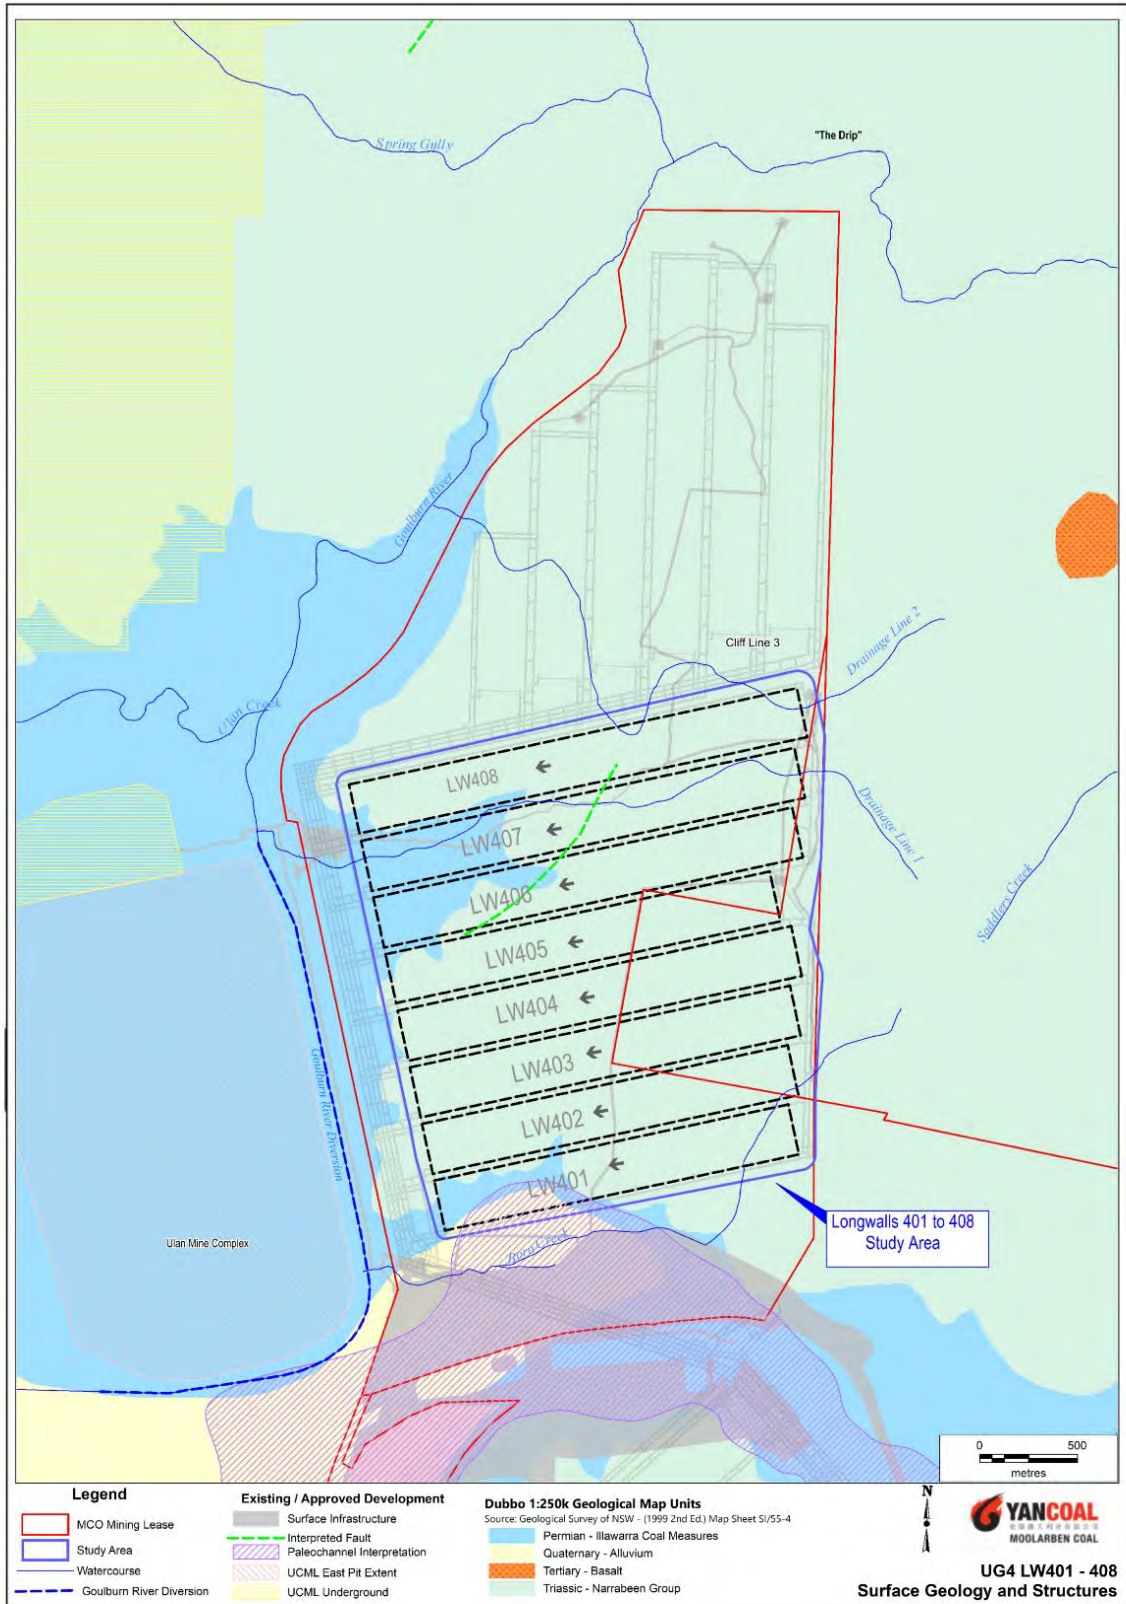 Spring Gully
"The Drip"
Goulburn River
Cliff Line 3
Drainage Line 2
Ulan Creek
LW408
LW407
Drainage Line 1
LW406
Saddlers Creek
LW405
LW404
LW403
Goulburn River Diversion
LW402
LW401
Longwalls 401 to 408
Study Area
Ulan Mine Complex
Bora Creek
0 500
metres
Legend
MCO Mining Lease
Study Area
Watercourse
Goulburn River Diversion
Existing / Approved Development
Surface Infrastructure
Interpreted Fault
Paleochannel Interpretation
UCML East Pit Extent
UCML Underground
Dubbo 1:250k Geological Map Units
Source: Geological Survey of NSW - (1999 2nd Ed.) Map Sheet SI/55-4
Permian - Illawarra Coal Measures
Quaternary - Alluvium
Tertiary - Basalt
Triassic - Narrabeen Group
N
YANCOAL
MOOLARBEN COAL
UG4 LW401 - 408
Surface Geology and Structures